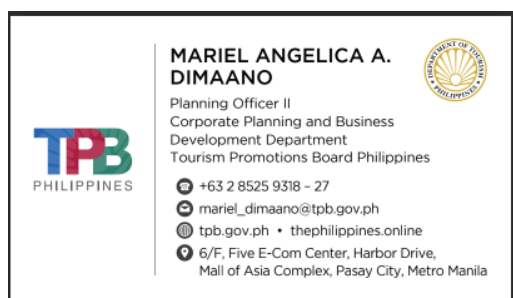 MARIEL ANGELICA A.
DIMAANO
Planning Officer II
Corporate Planning and Business
Development Department
Tourism Promotions Board Philippines
TPB
PHILIPPINES
+63 2 8525 9318 – 27
mariel_dimaano@tpb.gov.ph
tpb.gov.ph • thephilippines.online
6/F, Five E-Com Center, Harbor Drive,
Mall of Asia Complex, Pasay City, Metro Manila
DEPARTMENT OF TOURISM
PHILIPPINES